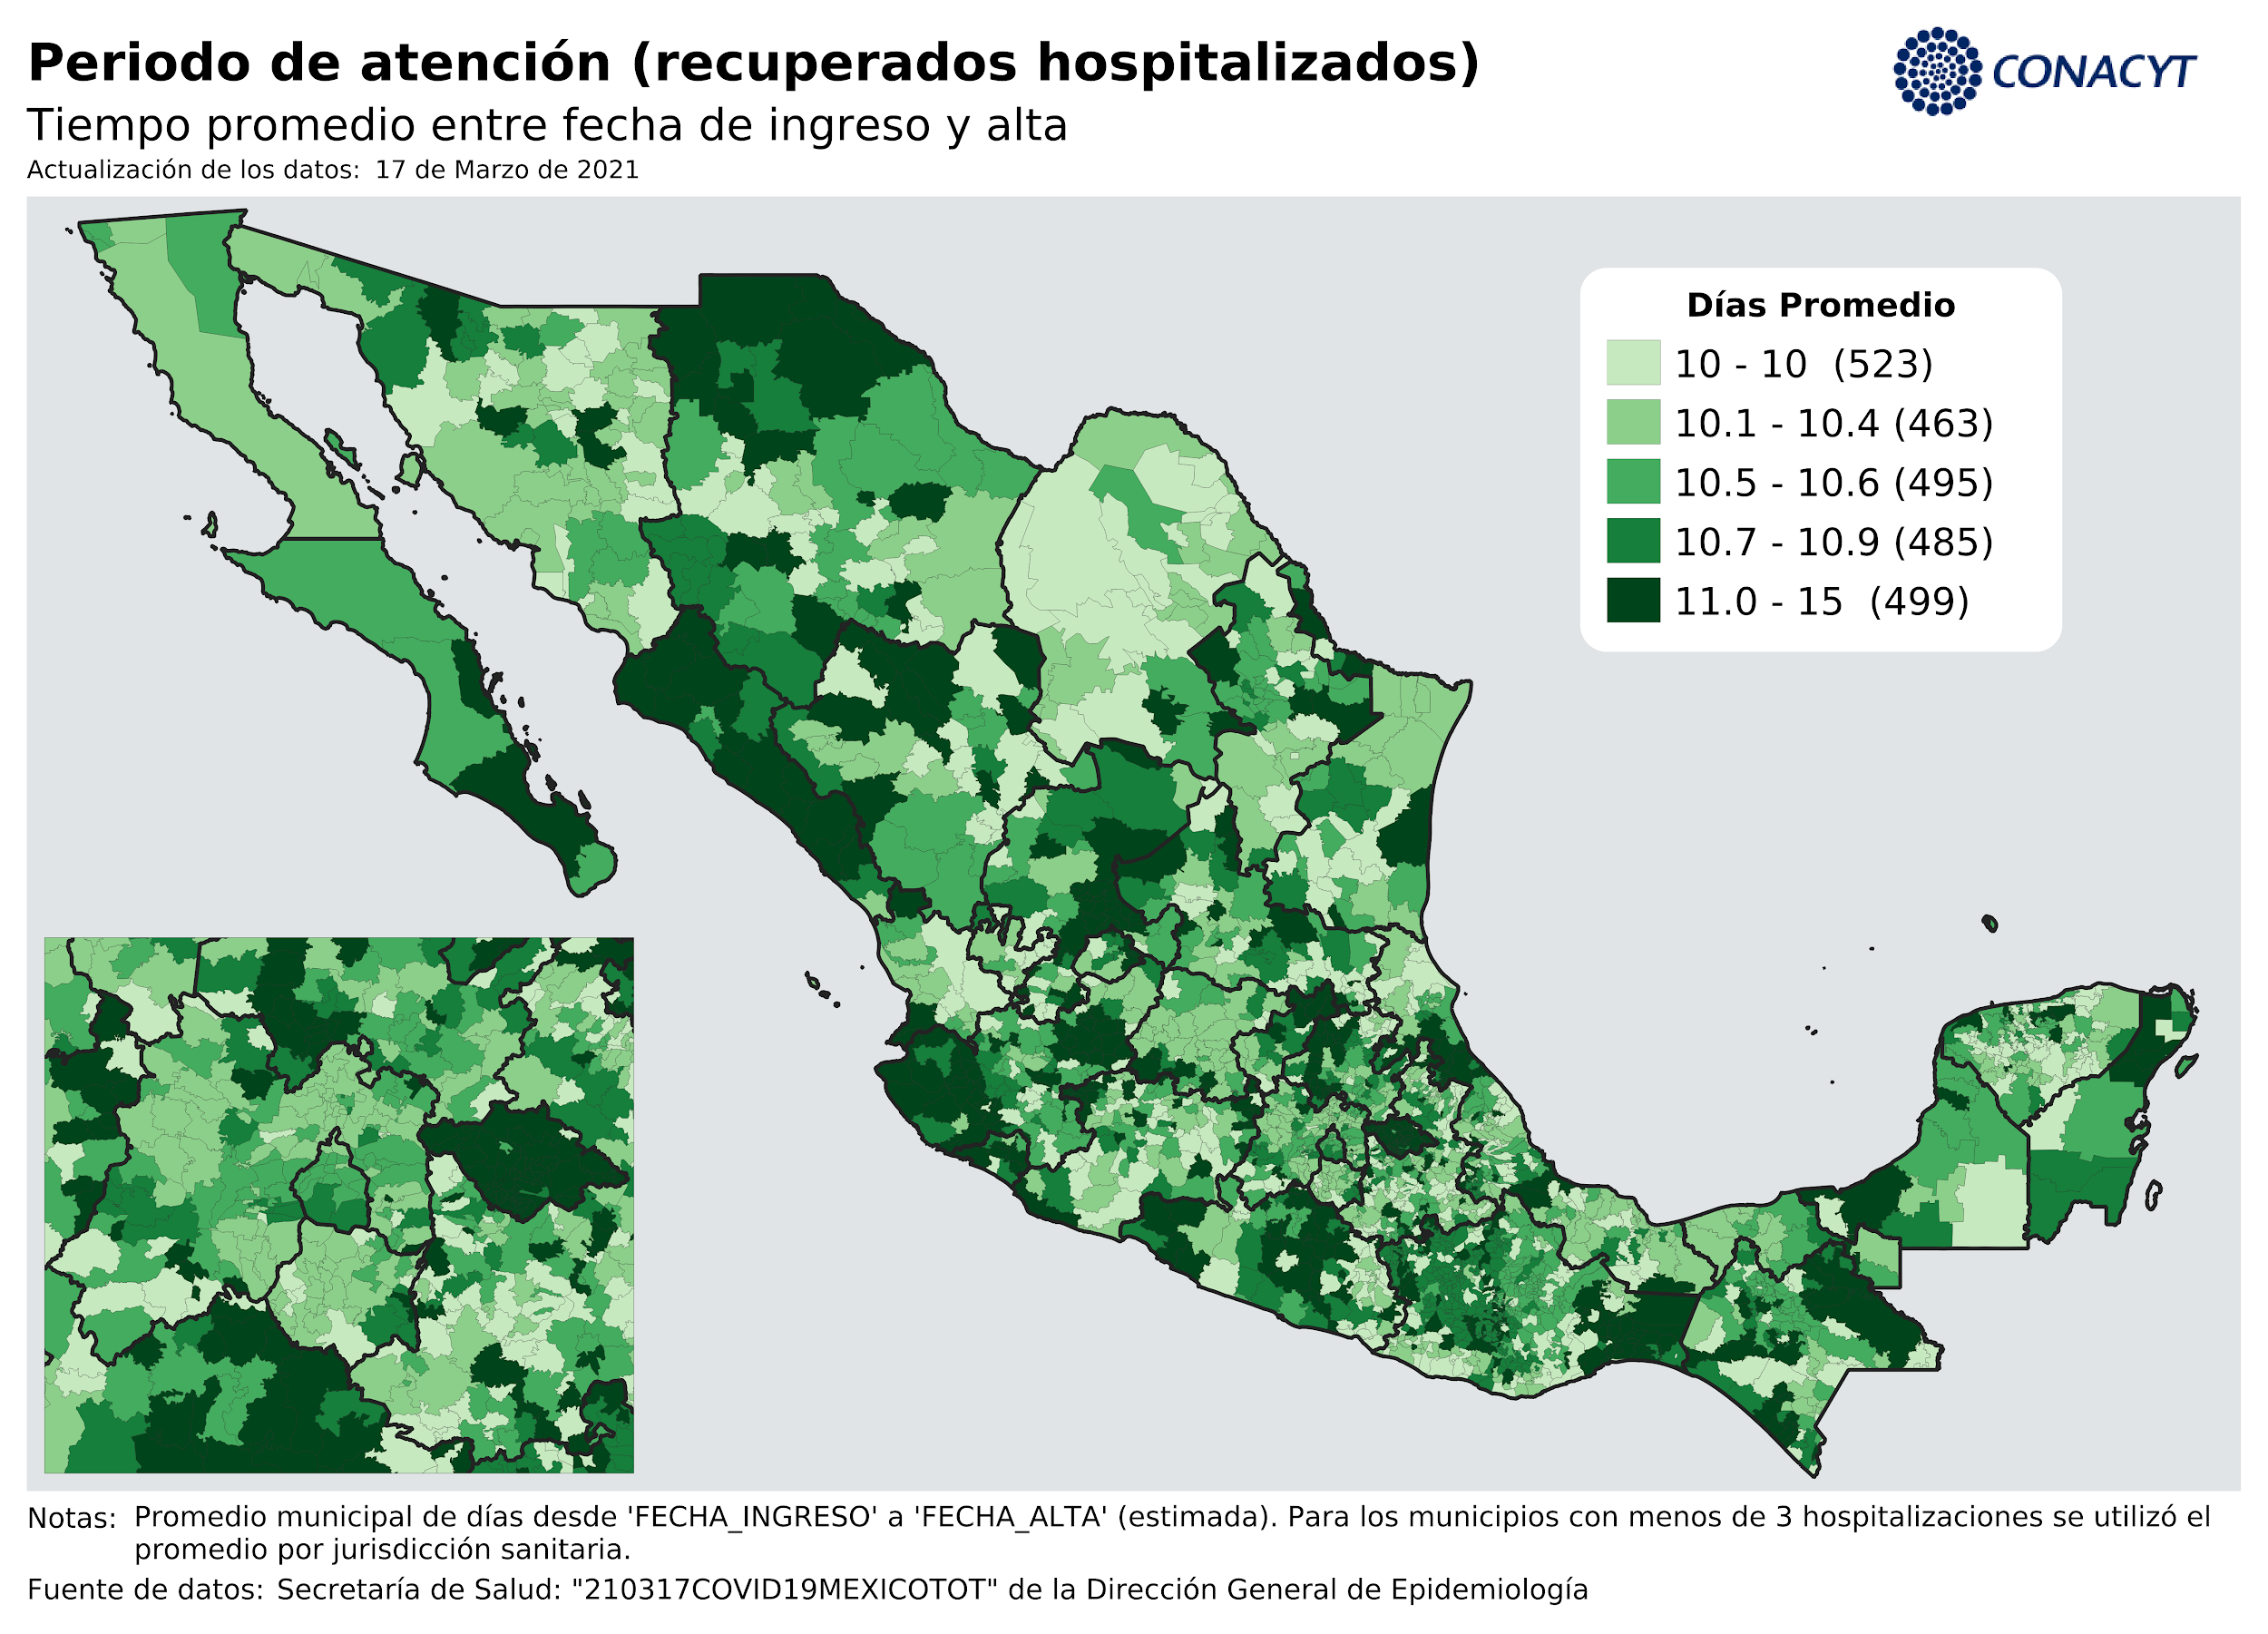 Periodo de atención (recuperados hospitalizados)
Tiempo promedio entre fecha de ingreso y alta
Actualización de los datos: 17 de Marzo de 2021
CONACYT
Días Promedio
10 - 10 (523)
10.1 - 10.4 (463)
10.5 - 10.6 (495)
10.7 - 10.9 (485)
11.0 - 15 (499)
Notas: Promedio municipal de días desde 'FECHA_INGRESO' a 'FECHA_ALTA' (estimada). Para los municipios con menos de 3 hospitalizaciones se utilizó el
promedio por jurisdicción sanitaria.
Fuente de datos: Secretaría de Salud: "210317COVID19MEXICOTOT" de la Dirección General de Epidemiología